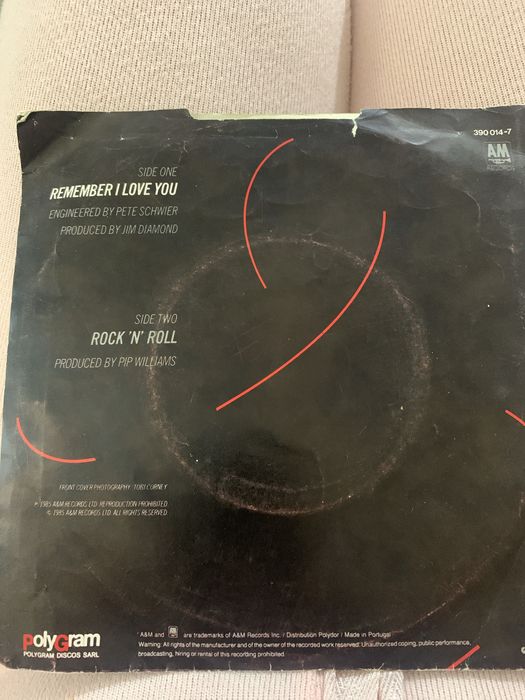 390 014-7
AM
RECORDS
SIDE ONE
REMEMBER I LOVE YOU
ENGINEERED BY PETE SCHWIER
PRODUCED BY JIM DIAMOND
SIDE TWO
ROCK 'N' ROLL
PRODUCED BY PIP WILLIAMS
FRONT COVER PHOTOGRAPHY: TOBI CORNEY
℗ 1985 A&M RECORDS LTD. REPRODUCTION PROHIBITED
© 1985 A&M RECORDS LTD. ALL RIGHTS RESERVED.
PolyGram
POLYGRAM DISCOS SARL
A&M and AM are trademarks of A&M Records Inc. / Distribution Polydor / Made in Portugal
Warning: All rights of the manufacturer and of the owner of the recorded work reserved. Unauthorized coping, public performance,
broadcasting, hiring or rental of this recording prohibited.